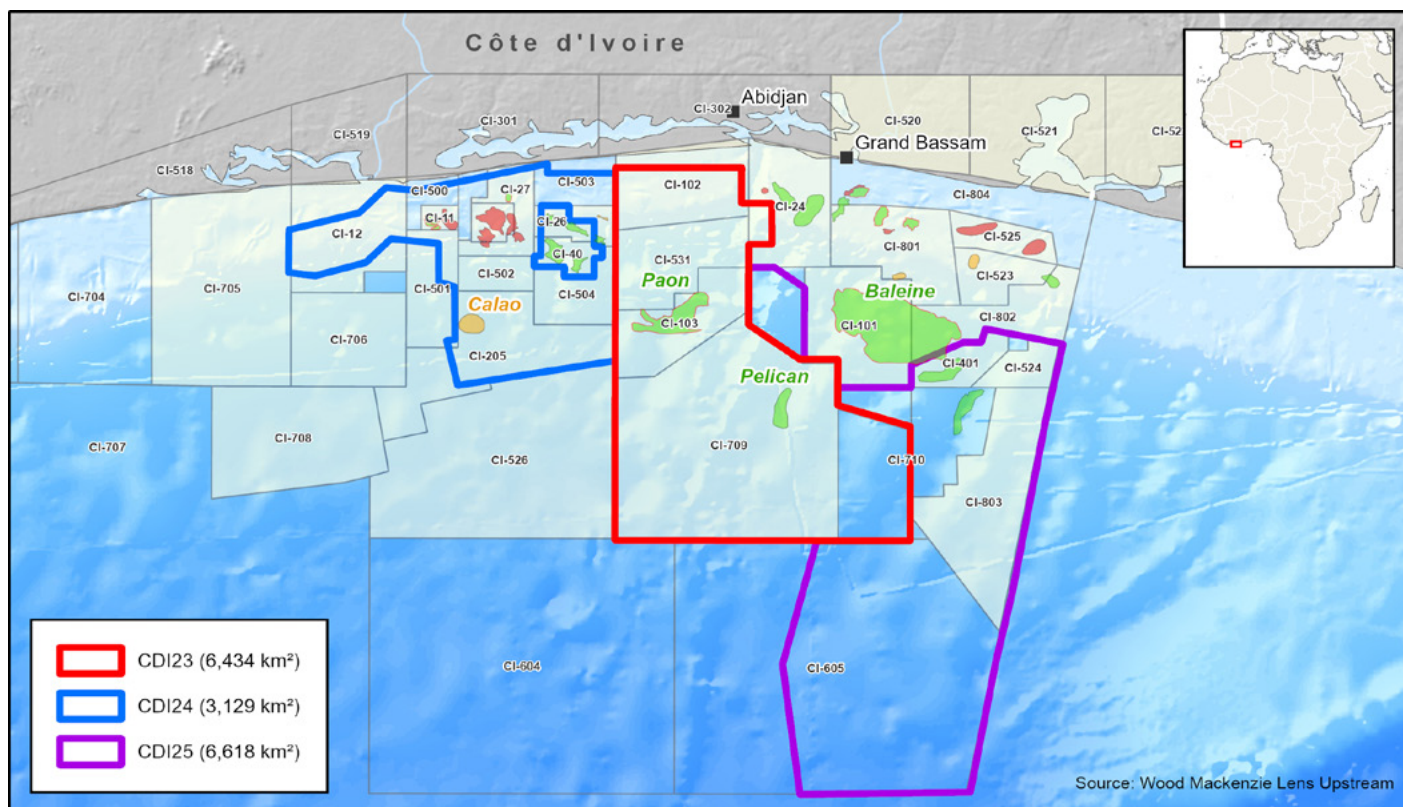 Côte d'Ivoire
Abidjan
CI-302
CI-520
CI-519
CI-301
CI-521
Grand Bassam
CI-518
CI-500
CI-27
CI-503
CI-102
CI-804
CI-11
CI-26
CI-24
CI-12
CI-525
CI-40
CI-801
CI-502
CI-531
CI-523
CI-704
CI-705
CI-501
CI-504
Paon
Baleine
Calao
CI-103
CI-101
CI-802
CI-706
CI-205
CI-401
CI-524
Pelican
CI-707
CI-708
CI-526
CI-709
CI-710
CI-803
CI-604
CI-605
CDI23 (6,434 km²)
CDI24 (3,129 km²)
CDI25 (6,618 km²)
Source: Wood Mackenzie Lens Upstream